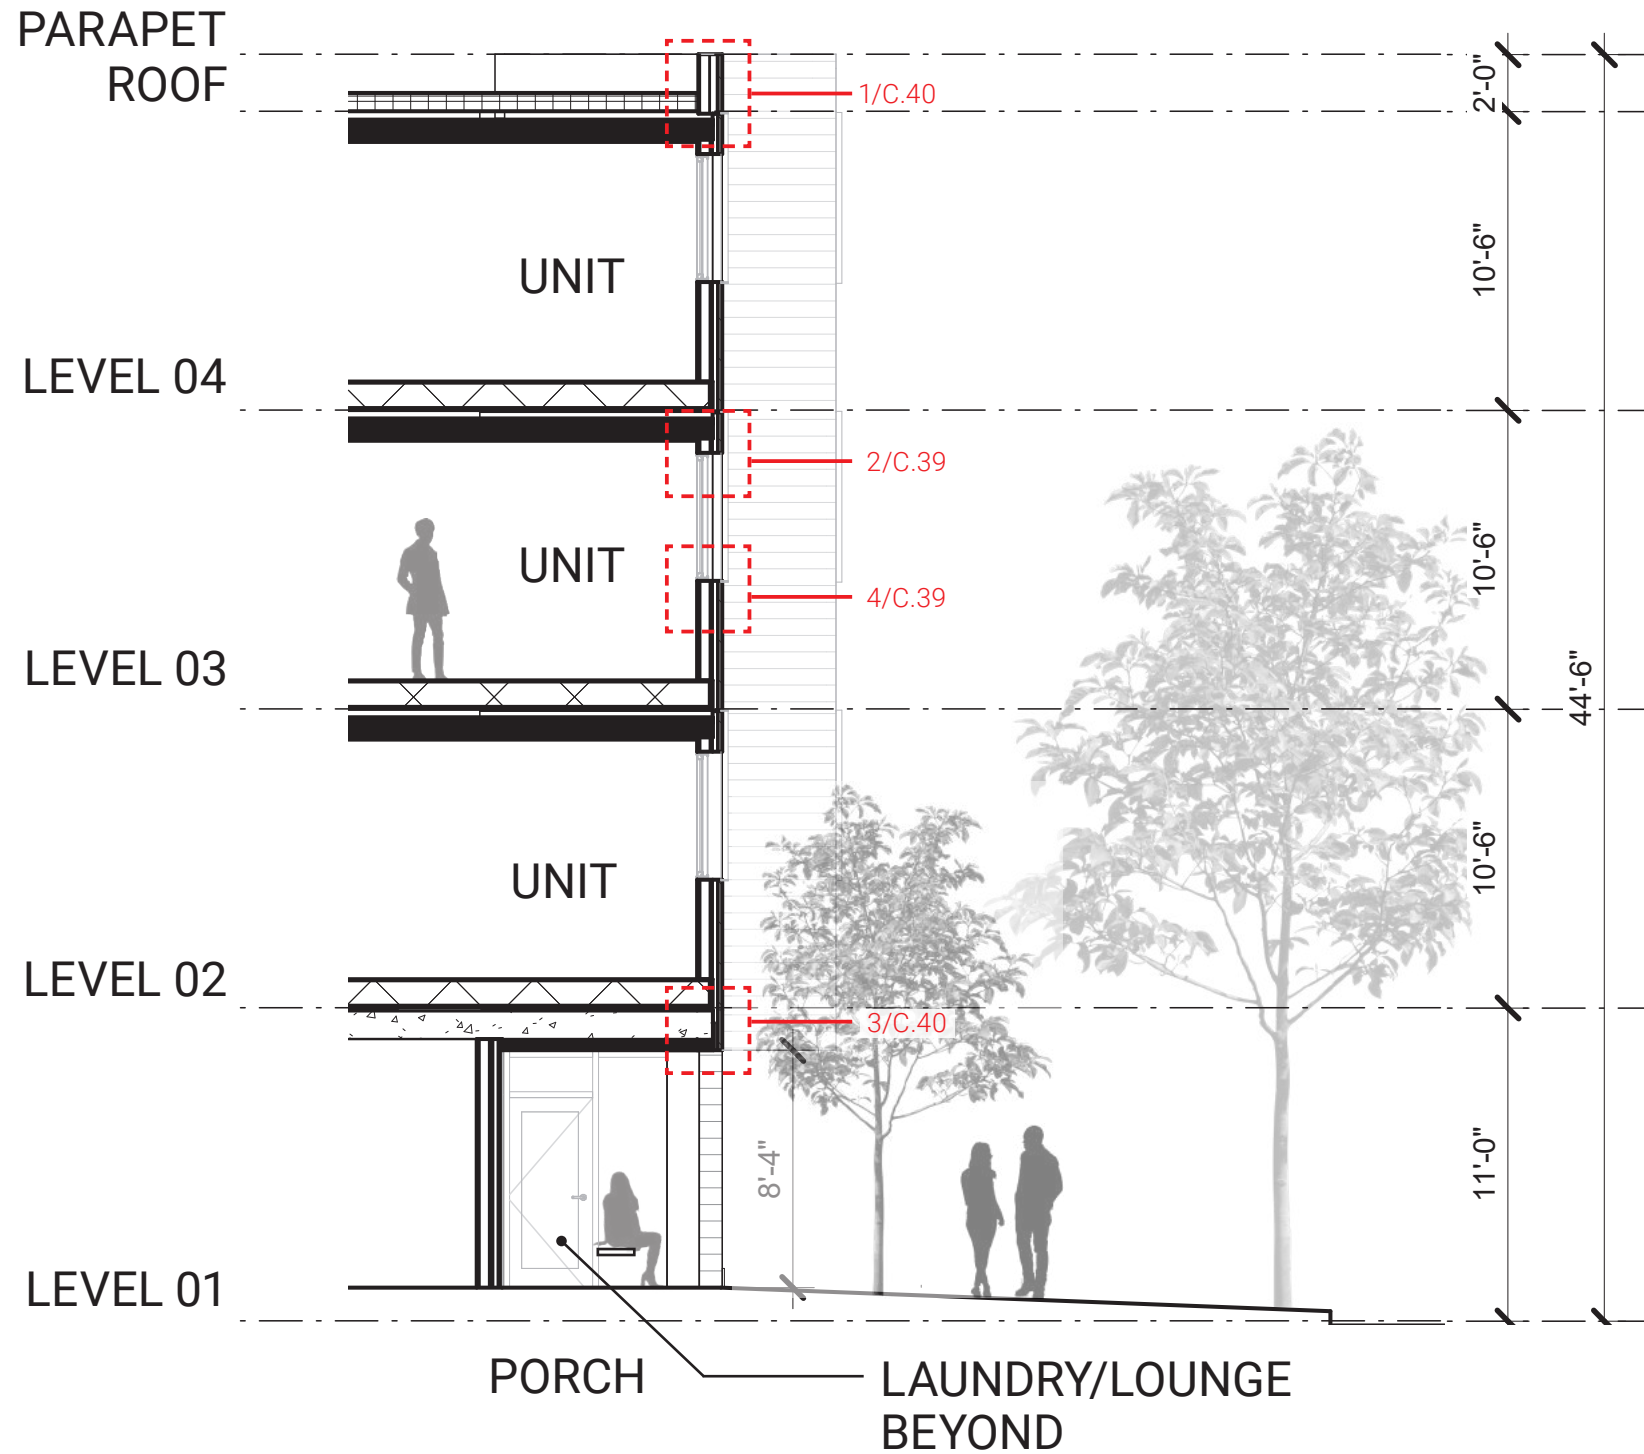 PARAPET
ROOF
2'-0"
1/C.40
10'-6"
UNIT
LEVEL 04
2/C.39
10'-6"
UNIT
4/C.39
LEVEL 03
44'-6"
10'-6"
UNIT
LEVEL 02
3/C.40
8'-4"
11'-0"
LEVEL 01
PORCH
LAUNDRY/LOUNGE
BEYOND